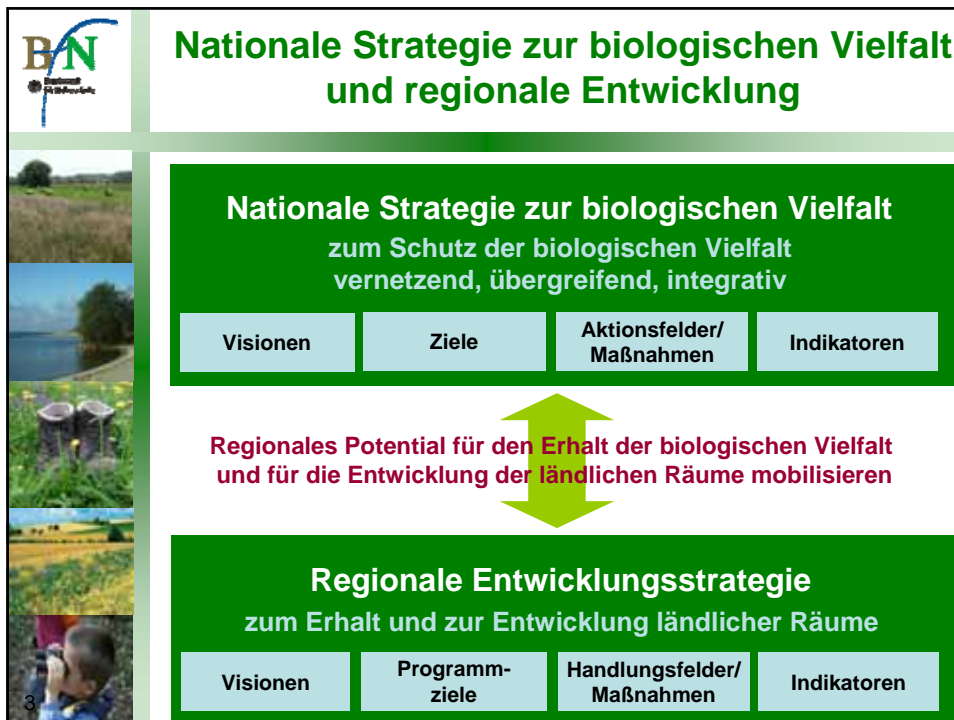 BfN
Bundesamt
für Naturschutz
Nationale Strategie zur biologischen Vielfalt
und regionale Entwicklung
Nationale Strategie zur biologischen Vielfalt
zum Schutz der biologischen Vielfalt
vernetzend, übergreifend, integrativ
Visionen
Ziele
Aktionsfelder/
Maßnahmen
Indikatoren
Regionales Potential für den Erhalt der biologischen Vielfalt
und für die Entwicklung der ländlichen Räume mobilisieren
Regionale Entwicklungsstrategie
zum Erhalt und zur Entwicklung ländlicher Räume
Visionen
Programm-
ziele
Handlungsfelder/
Maßnahmen
Indikatoren
3